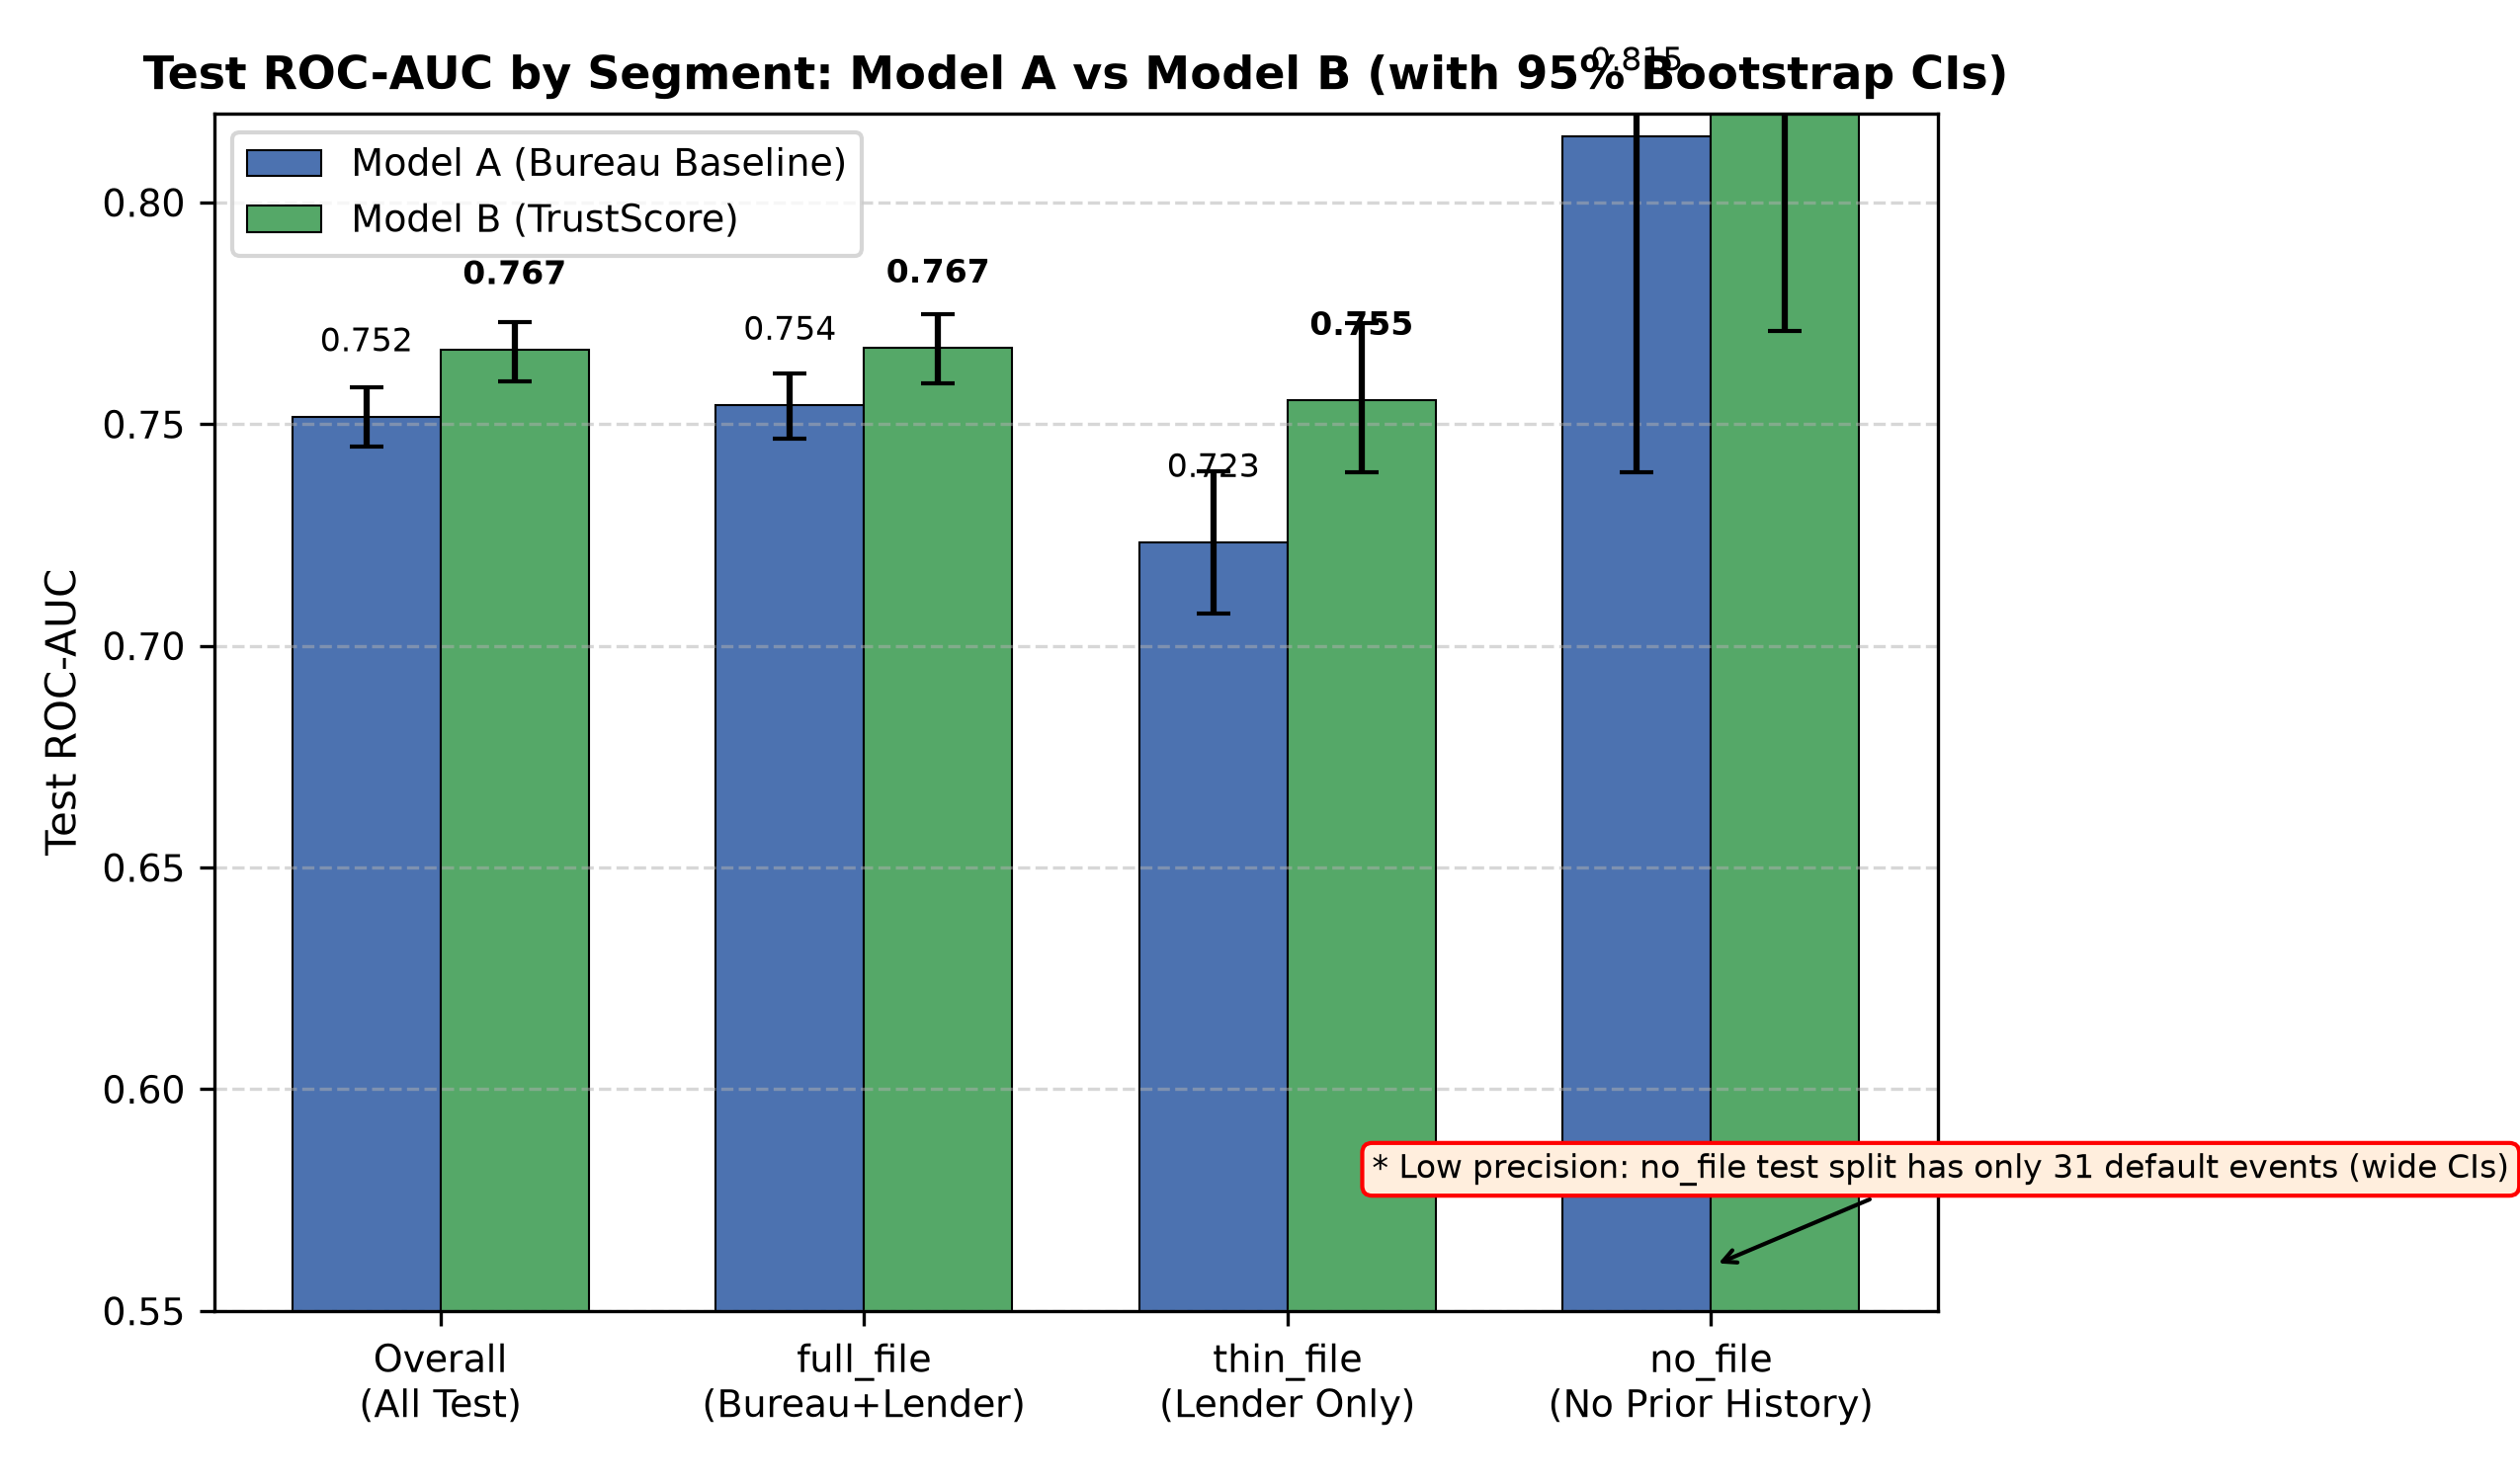 0.815
Test ROC-AUC by Segment: Model A vs Model B (with 95% Bootstrap CIs)
Model A (Bureau Baseline)
Model B (TrustScore)
0.80
0.75
0.70
0.65
0.60
0.55
Test ROC-AUC
0.752
0.767
0.754
0.767
0.723
0.755
* Low precision: no_file test split has only 31 default events (wide CIs)
Overall
(All Test)
full_file
(Bureau+Lender)
thin_file
(Lender Only)
no_file
(No Prior History)